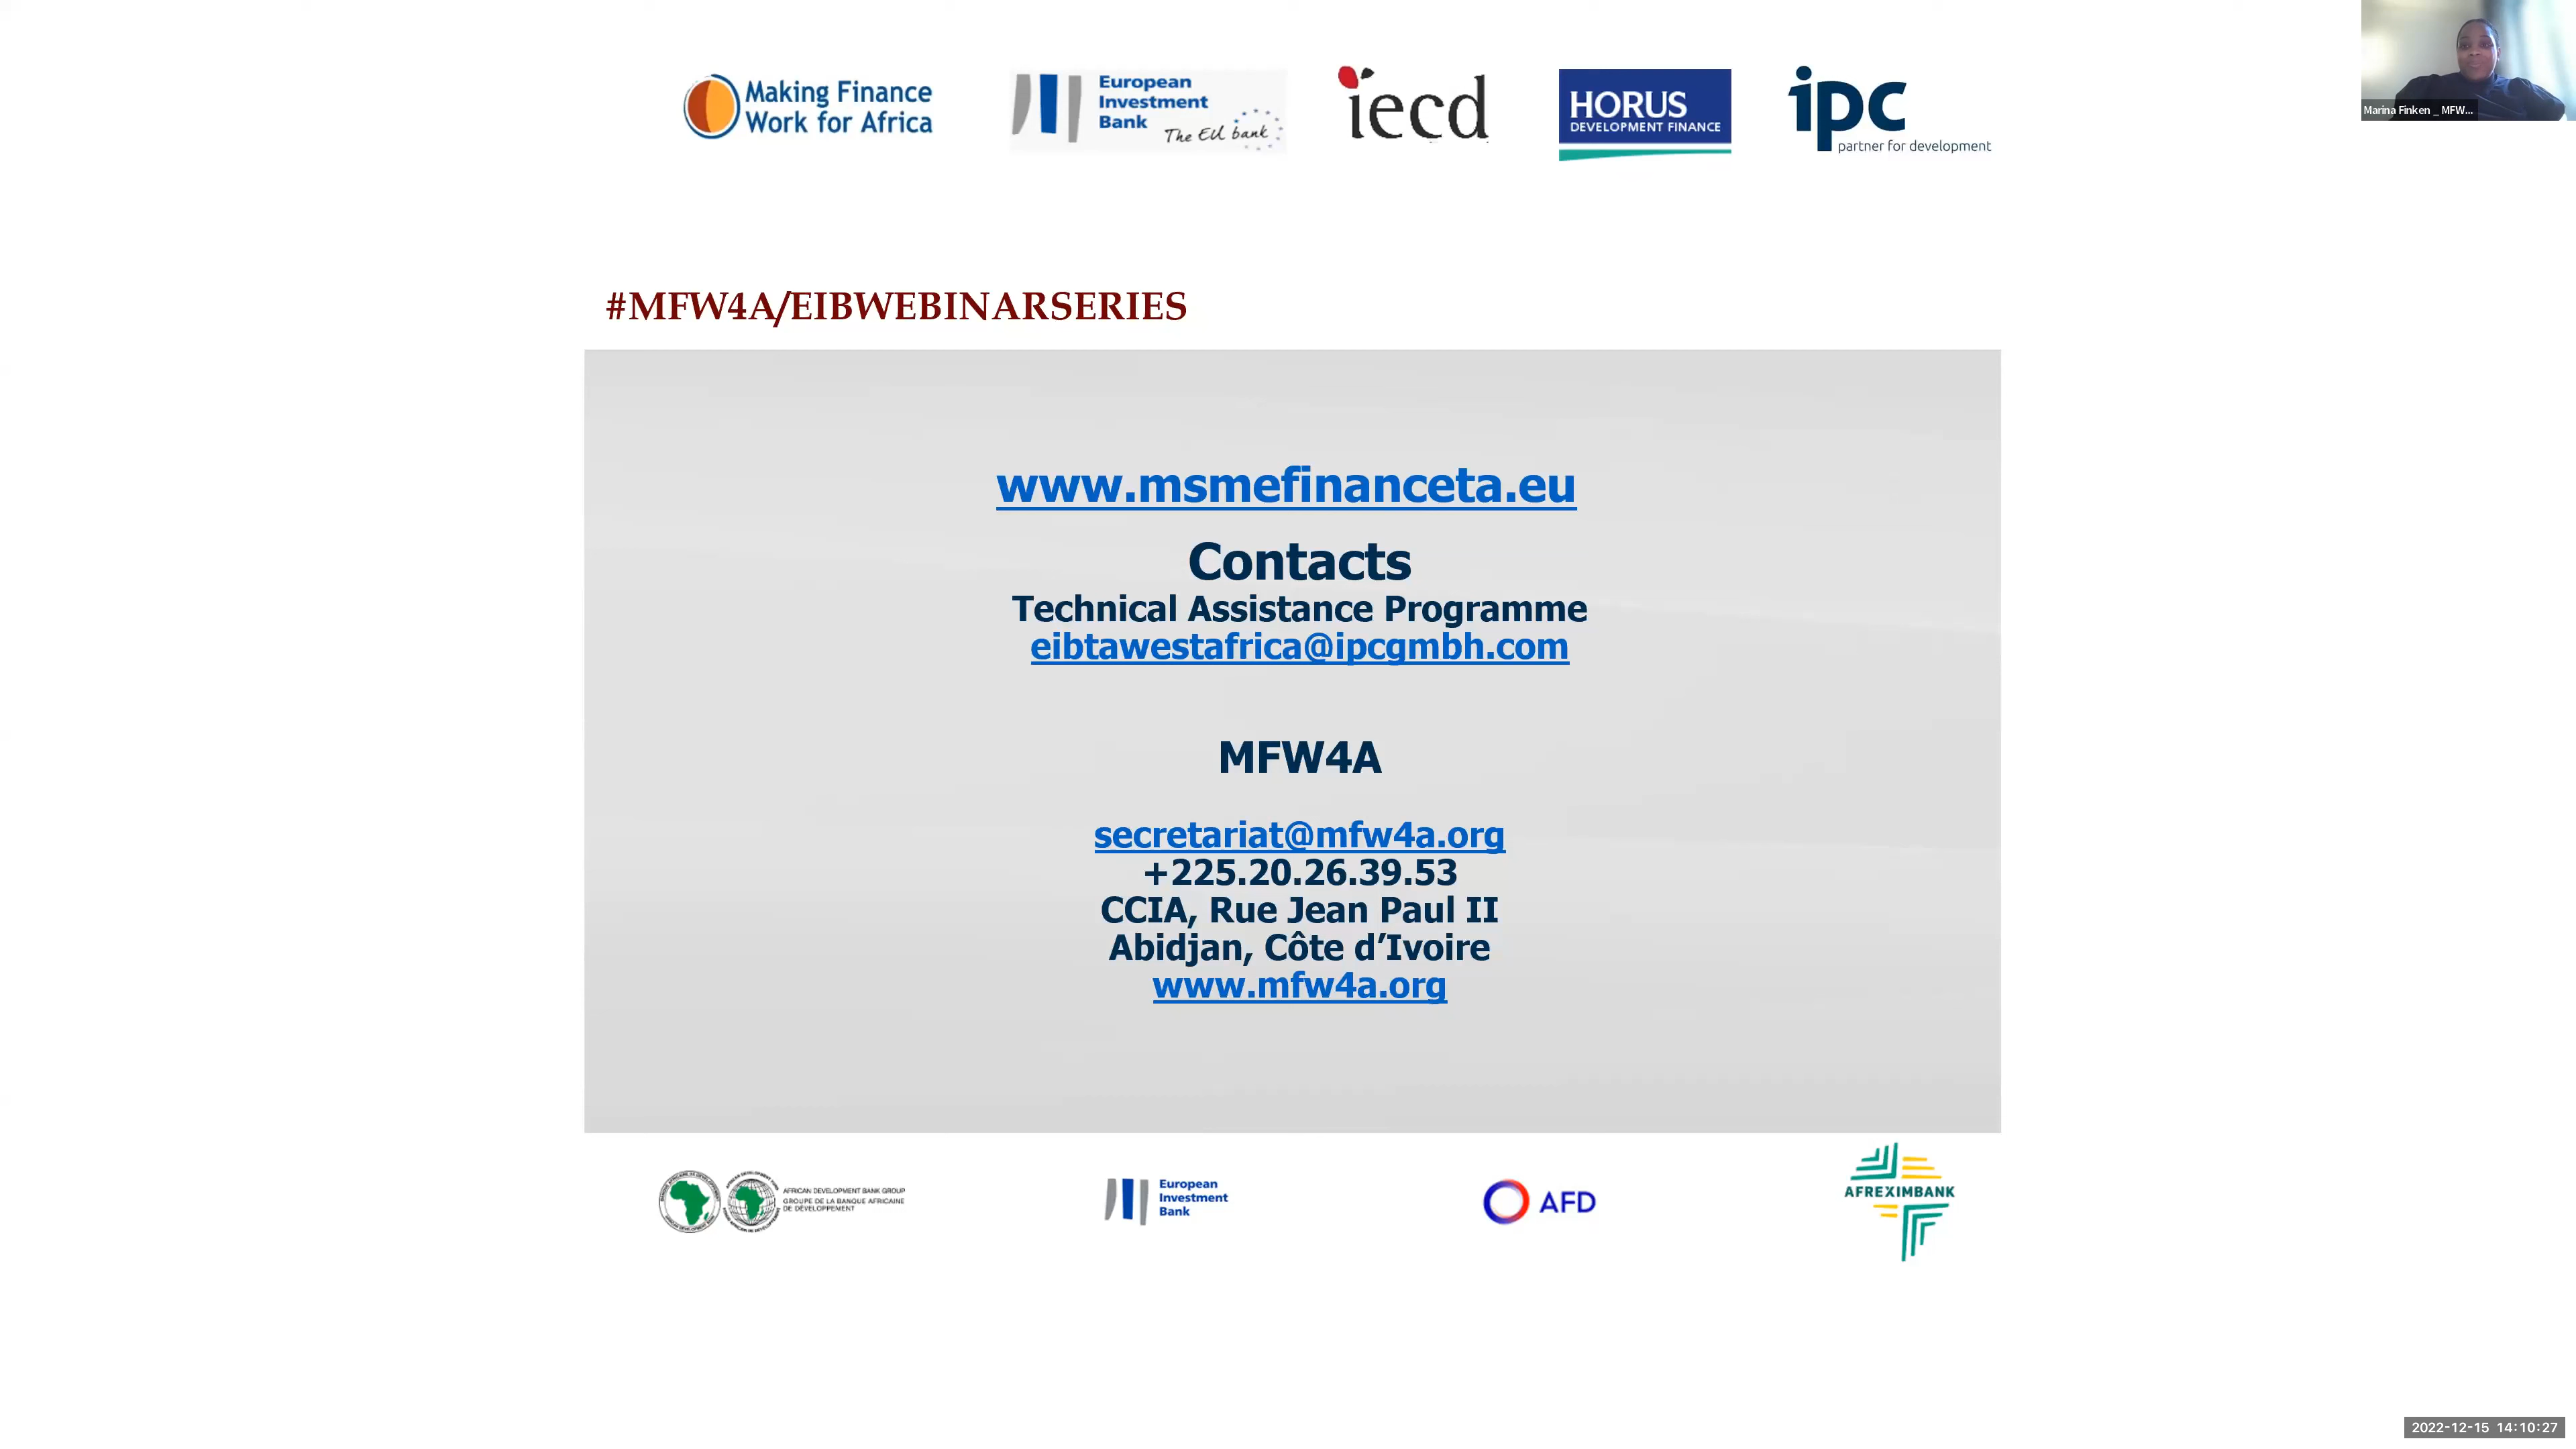 Making Finance
Work for Africa
European
Investment
Bank
The EU bank
iecd
HORUS
DEVELOPMENT FINANCE
ipc
partner for development
Marina Finken _ MFW...
#MFW4A/EIBWEBINARSERIES
www.msmefinanceta.eu
Contacts
Technical Assistance Programme
eibtawestafrica@ipcgmbh.com
MFW4A
secretariat@mfw4a.org
+225.20.26.39.53
CCIA, Rue Jean Paul II
Abidjan, Côte d’Ivoire
www.mfw4a.org
AFRICAN DEVELOPMENT BANK GROUP
GROUPE DE LA BANQUE AFRICAINE
DE DÉVELOPPEMENT
European
Investment
Bank
AFD
AFREXIMBANK
2022-12-15 14:10:27